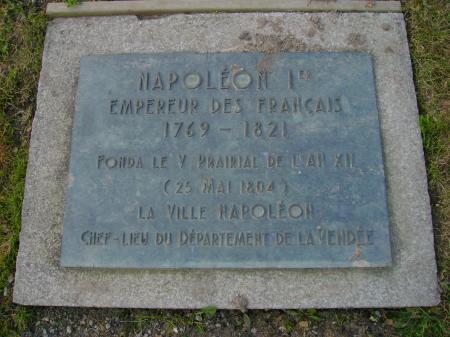 NAPOLÉON IER
EMPEREUR DES FRANÇAIS
1769 - 1821
FONDA LE V PRAIRIAL DE L'AN XII
(25 MAI 1804)
LA VILLE NAPOLÉON
CHEF-LIEU DU DÉPARTEMENT DE LA VENDÉE